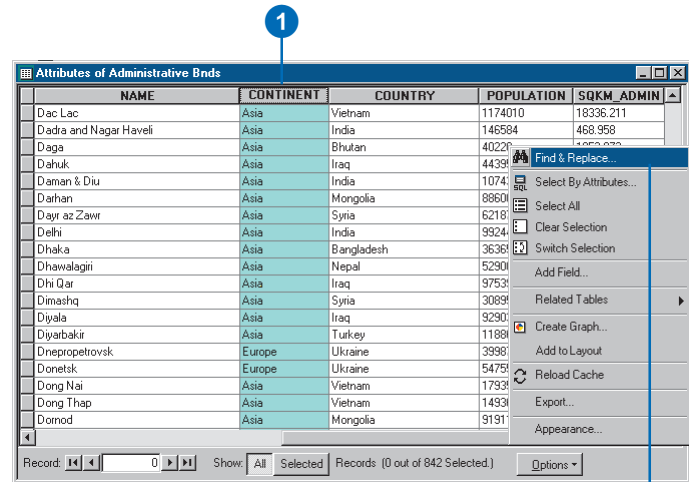 1
Attributes of Administrative Bnds
NAME CONTINENT COUNTRY POPULATION SQKM_ADMIN
Dac Lac Asia Vietnam 1174010 18336.211
Dadra and Nagar Haveli Asia India 146584 468.958
Daga Asia Bhutan
Dahuk Asia Iraq
Daman & Diu Asia India
Darhan Asia Mongolia
Dayr az Zawr Asia Syria
Delhi Asia India
Dhaka Asia Bangladesh
Dhawalagiri Asia Nepal
Dhi Qar Asia Iraq
Dimashq Asia Syria
Diyala Asia Iraq
Diyarbakir Asia Turkey
Dnepropetrovsk Europe Ukraine
Donetsk Europe Ukraine
Dong Nai Asia Vietnam
Dong Thap Asia Vietnam
Dornod Asia Mongolia
Find & Replace...
Select By Attributes...
Select All
Clear Selection
Switch Selection
Add Field...
Related Tables
Create Graph...
Add to Layout
Reload Cache
Export...
Appearance...
Record: 0 Show: All Selected Records (0 out of 842 Selected.) Options